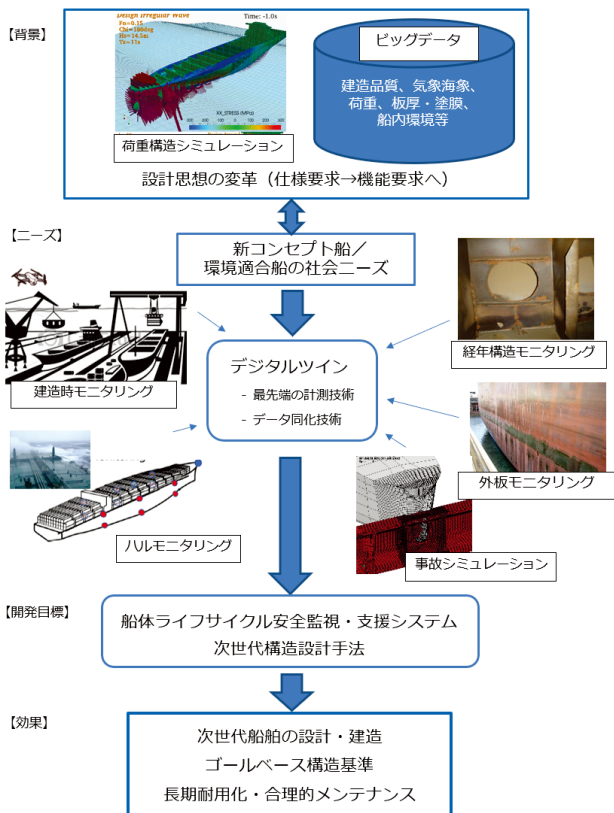 【背景】
Design Irregular Wave
Time: -1.0s
Fn=0.15
XX_STRESS (MPa)
荷重構造シミュレーション
ビッグデータ
建造品質、気象海象、
荷重、板厚・塗膜、
船内環境等
設計思想の変革（仕様要求→機能要求へ）
【ニーズ】
新コンセプト船／
環境適合船の社会ニーズ
建造時モニタリング
経年構造モニタリング
デジタルツイン
- 最先端の計測技術
- データ同化技術
外板モニタリング
ハルモニタリング
事故シミュレーション
【開発目標】
船体ライフサイクル安全監視・支援システム
次世代構造設計手法
【効果】
次世代船舶の設計・建造
ゴールベース構造基準
長期耐用化・合理的メンテナンス